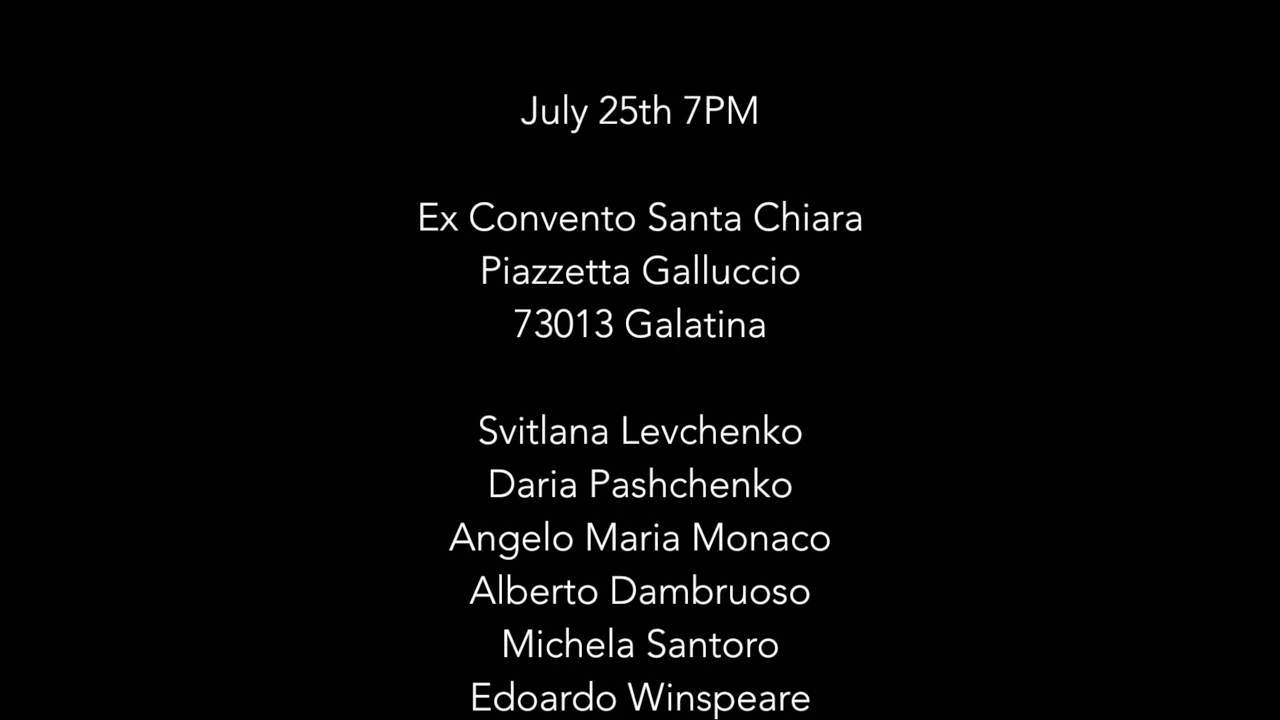 July 25th 7PM
Ex Convento Santa Chiara
Piazzetta Galluccio
73013 Galatina
Svitlana Levchenko
Daria Pashchenko
Angelo Maria Monaco
Alberto Dambruoso
Michela Santoro
Edoardo Winspeare